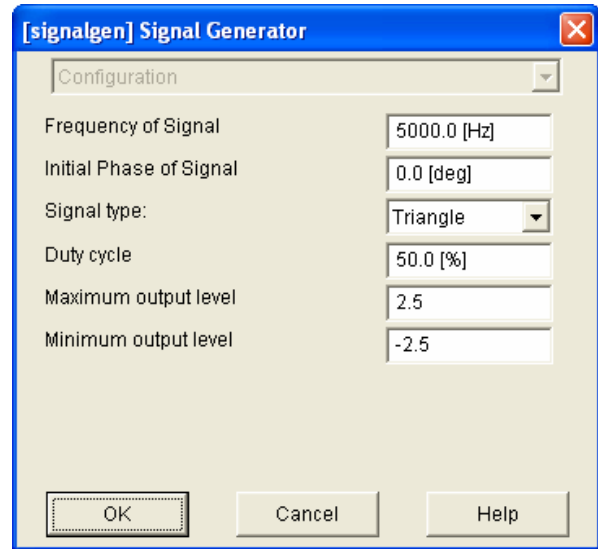 [signalgen] Signal Generator
Configuration
Frequency of Signal 5000.0 [Hz]
Initial Phase of Signal 0.0 [deg]
Signal type: Triangle
Duty cycle 50.0 [%]
Maximum output level 2.5
Minimum output level -2.5
OK Cancel Help